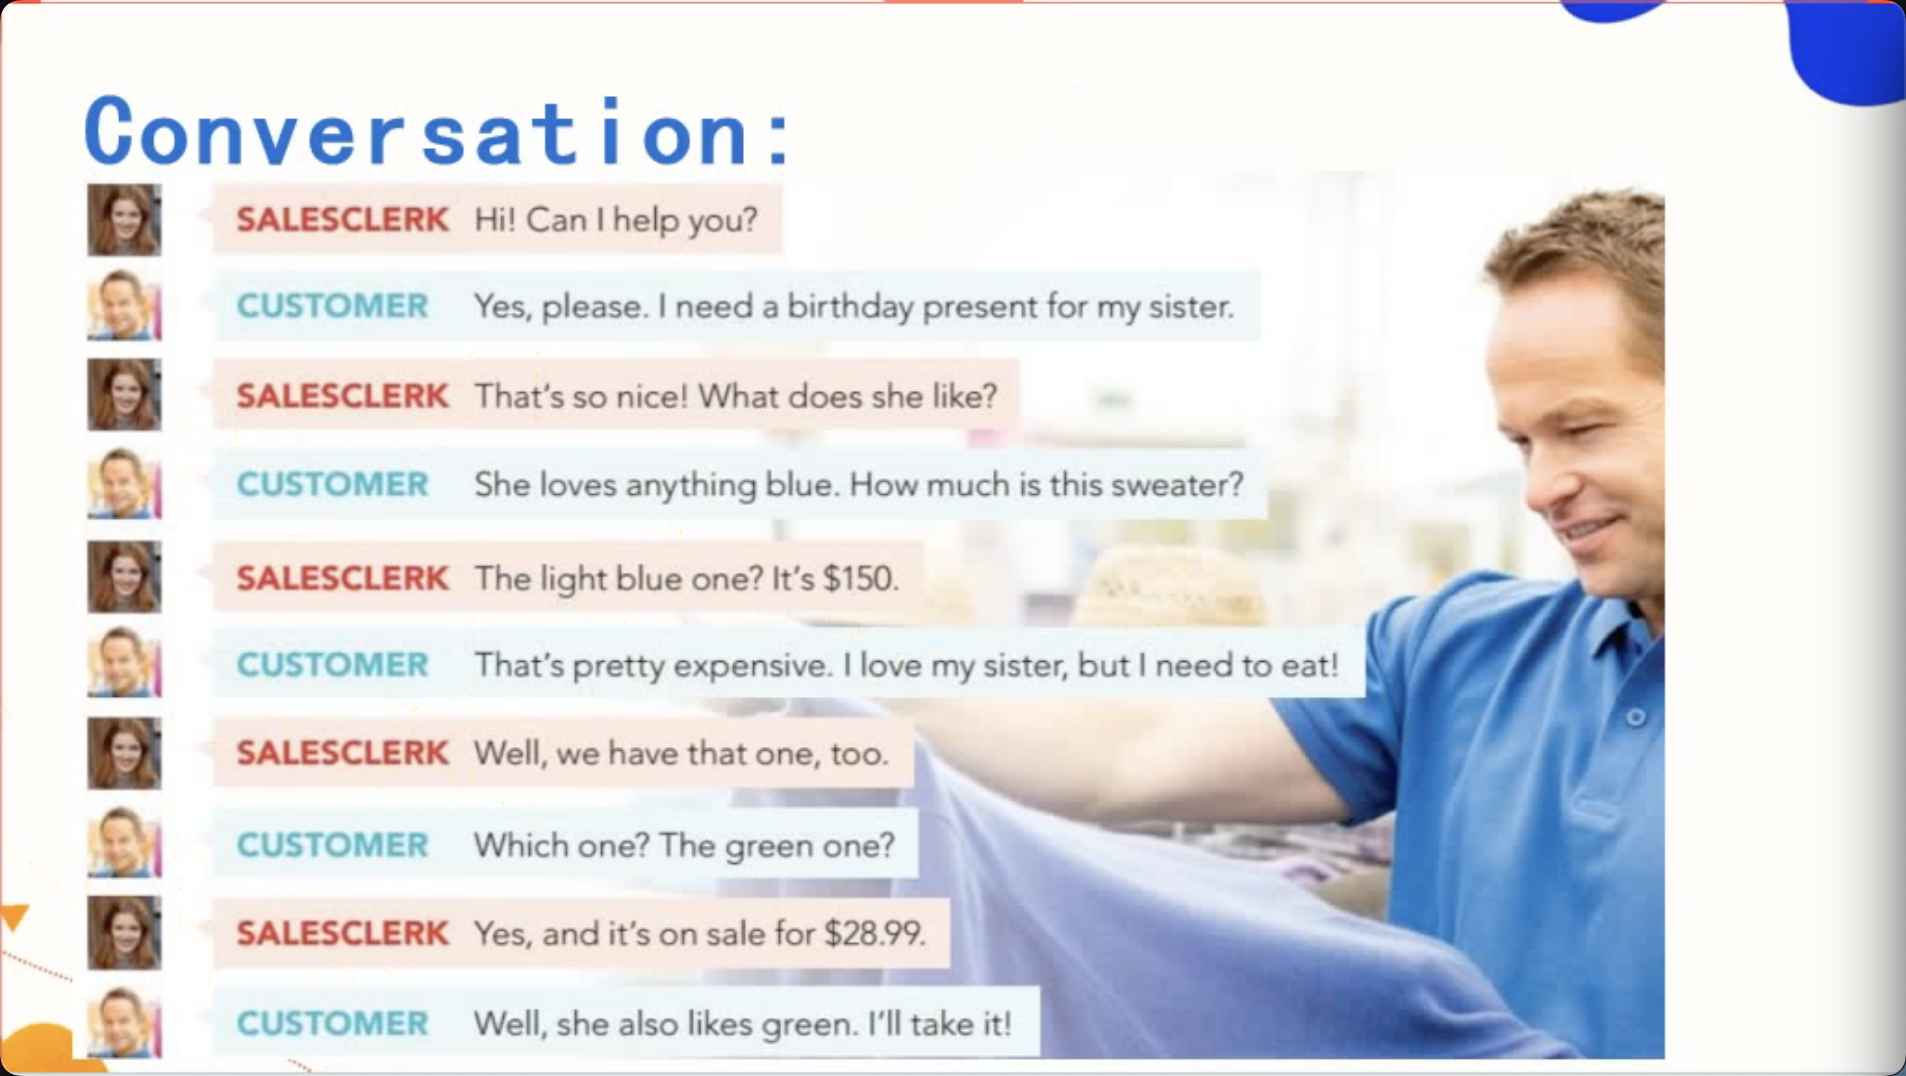 Conversation:
SALESCLERK Hi! Can I help you?
CUSTOMER Yes, please. I need a birthday present for my sister.
SALESCLERK That's so nice! What does she like?
CUSTOMER She loves anything blue. How much is this sweater?
SALESCLERK The light blue one? It's $150.
CUSTOMER That's pretty expensive. I love my sister, but I need to eat!
SALESCLERK Well, we have that one, too.
CUSTOMER Which one? The green one?
SALESCLERK Yes, and it's on sale for $28.99.
CUSTOMER Well, she also likes green. I'll take it!